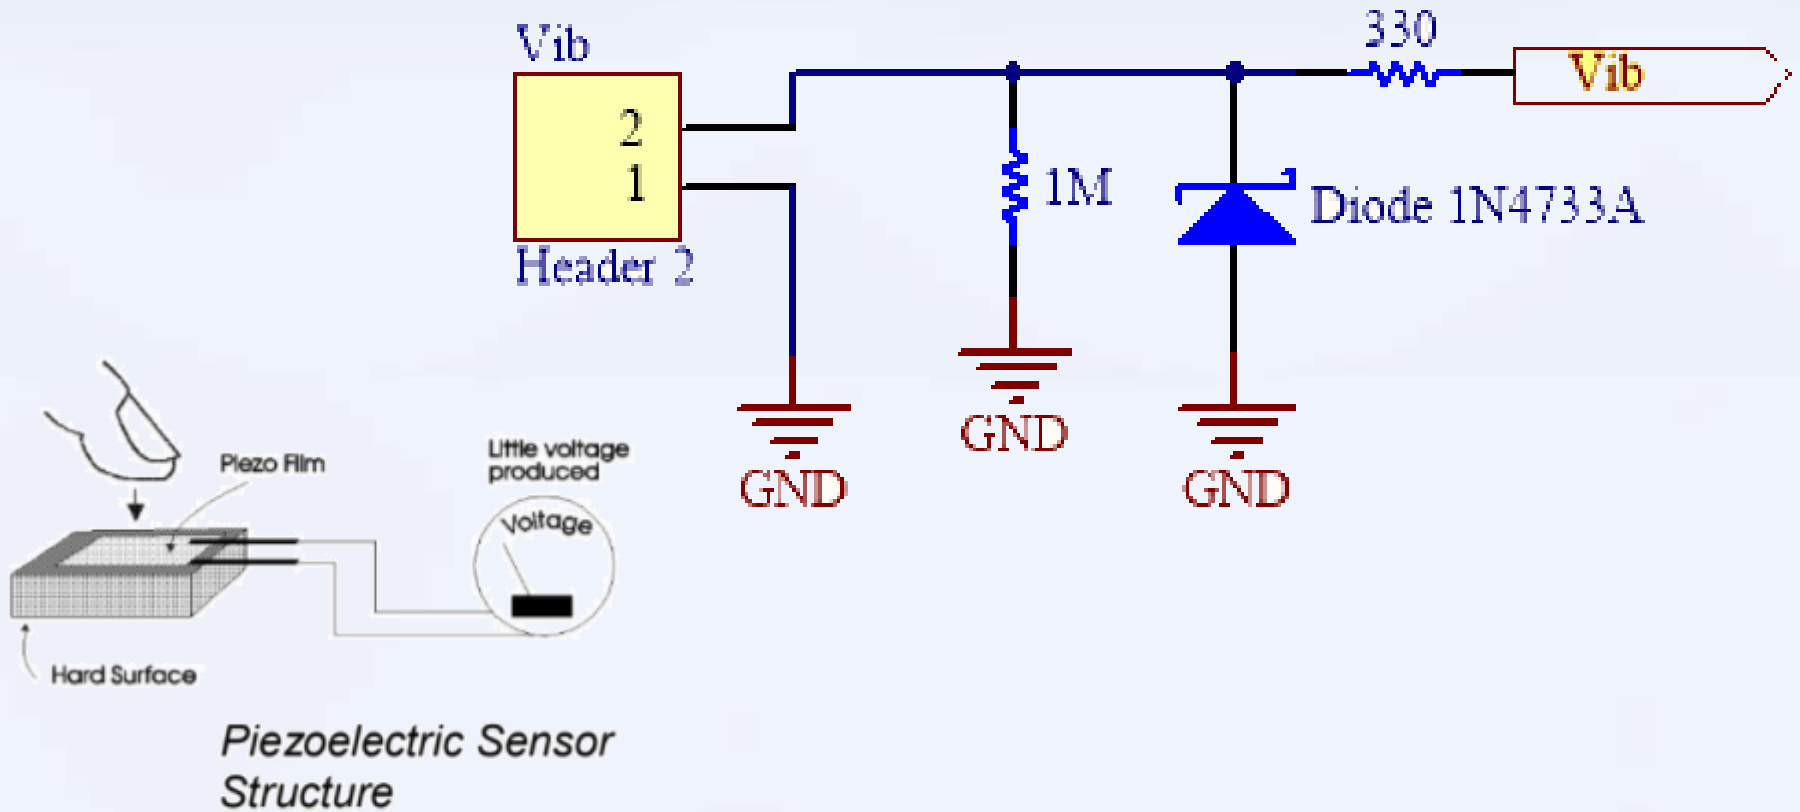 Vib
2
1
Header 2
GND
1M
GND
Diode 1N4733A
GND
330
Vib
Piezo Film
Little voltage
produced
Voltage
Hard Surface
Piezoelectric Sensor
Structure